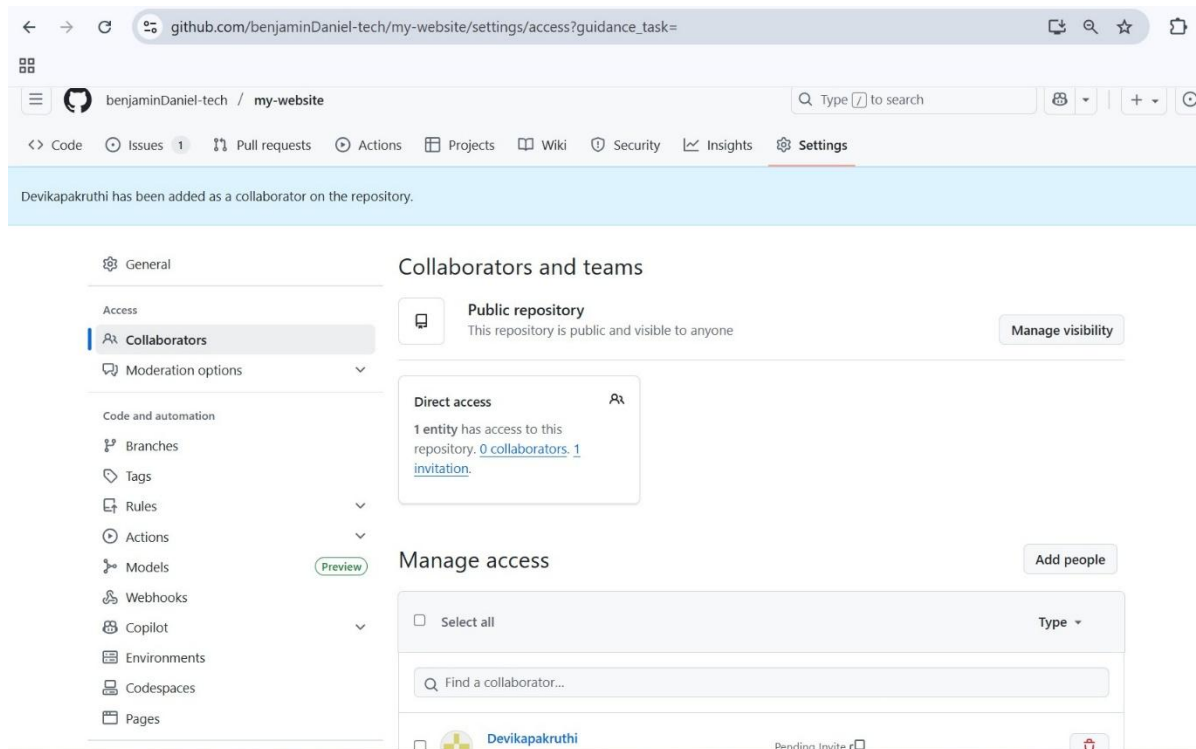 github.com/benjaminDaniel-tech/my-website/settings/access?guidance_task=
benjaminDaniel-tech / my-website
Type / to search
Code Issues 1 Pull requests Actions Projects Wiki Security Insights Settings
Devikapakruthi has been added as a collaborator on the repository.
General
Access
Collaborators
Moderation options
Code and automation
Branches
Tags
Rules
Actions
Models Preview
Webhooks
Copilot
Environments
Codespaces
Pages
Collaborators and teams
Public repository
This repository is public and visible to anyone
Manage visibility
Direct access
1 entity has access to this
repository. 0 collaborators. 1
invitation.
Manage access
Add people
Select all
Type
Find a collaborator...
Devikapakruthi
Pending Invite